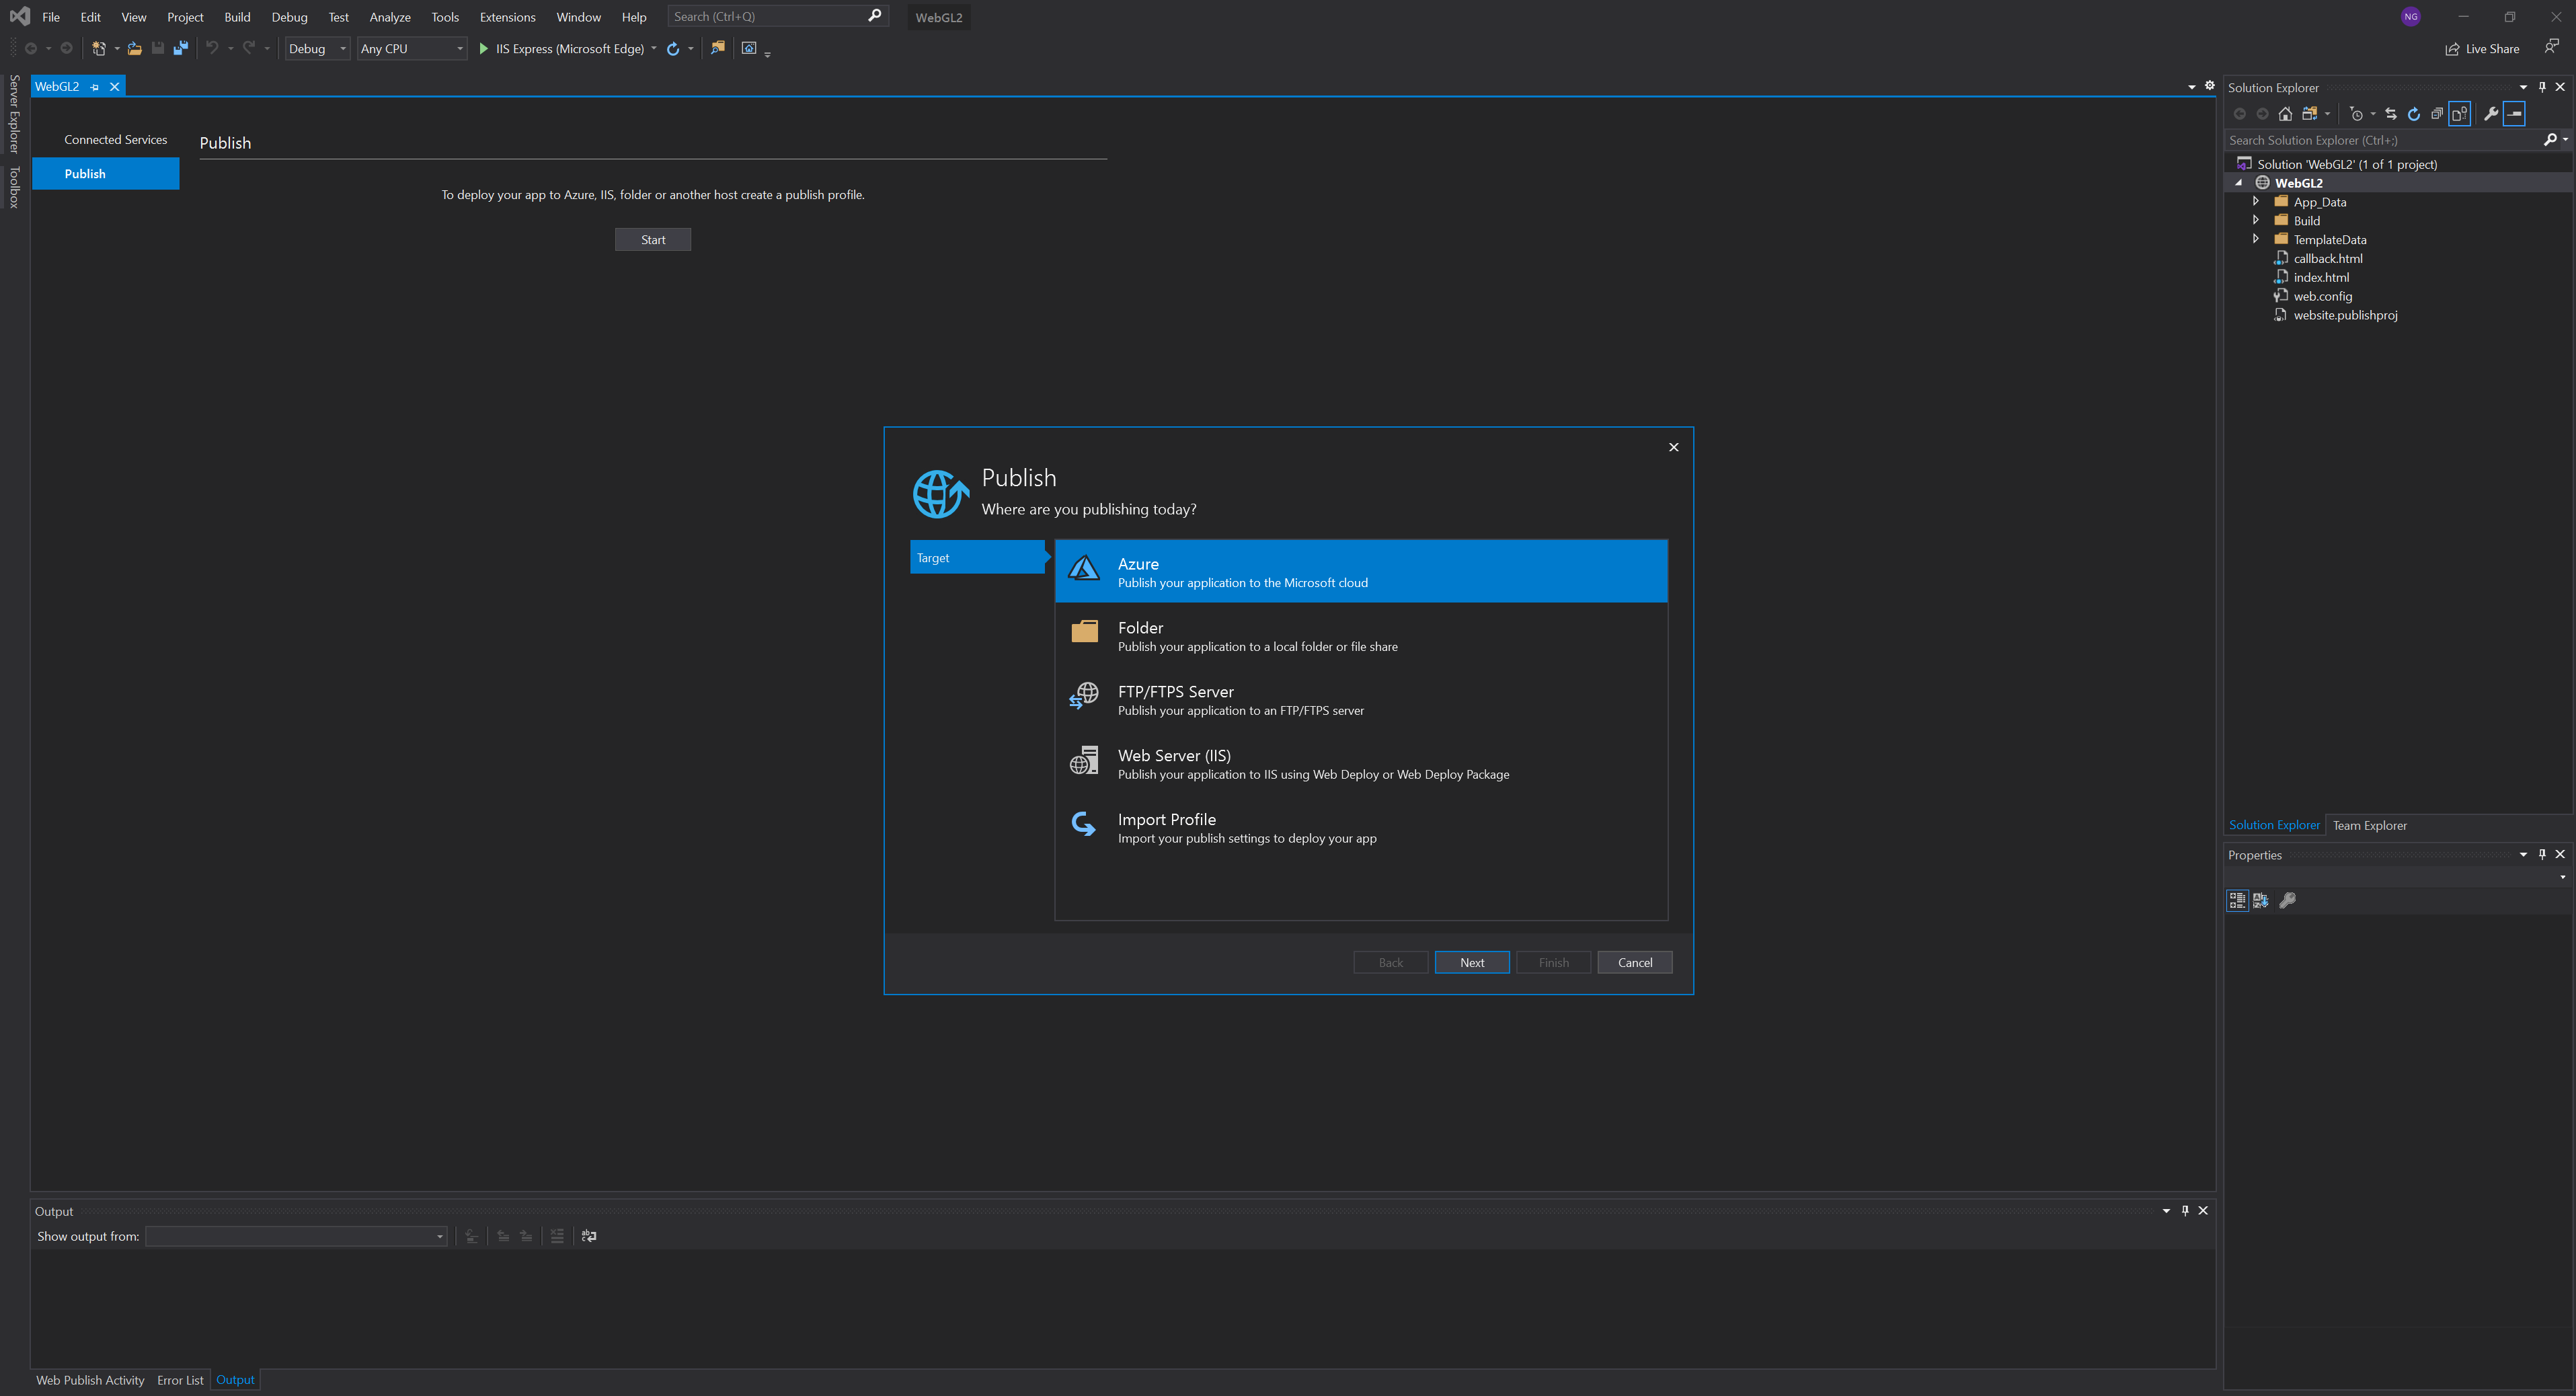 File Edit View Project Build Debug Test Analyze Tools Extensions Window Help Search (Ctrl+Q) WebGL2 NG
Debug Any CPU IIS Express (Microsoft Edge) Live Share
Server Explorer
Toolbox
WebGL2
Connected Services
Publish
Publish
To deploy your app to Azure, IIS, folder or another host create a publish profile.
Start
Publish
Where are you publishing today?
Target
Azure
Publish your application to the Microsoft cloud
Folder
Publish your application to a local folder or file share
FTP/FTPS Server
Publish your application to an FTP/FTPS server
Web Server (IIS)
Publish your application to IIS using Web Deploy or Web Deploy Package
Import Profile
Import your publish settings to deploy your app
Back Next Finish Cancel
Solution Explorer
Search Solution Explorer (Ctrl+;)
Solution 'WebGL2' (1 of 1 project)
WebGL2
App_Data
Build
TemplateData
callback.html
index.html
web.config
website.publishproj
Solution Explorer Team Explorer
Properties
Output
Show output from:
Web Publish Activity Error List Output